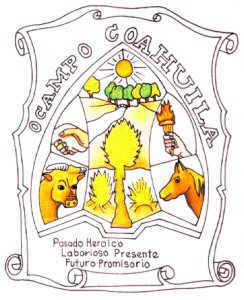 OCAMPO COAHUILA
Pasado Heroico
Laborioso Presente
Futuro Promisorio